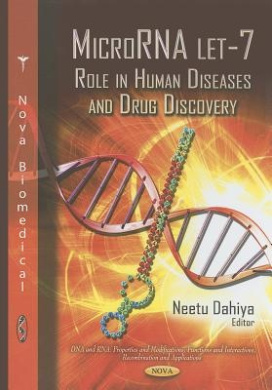 MicroRNA let-7
Role in Human Diseases
and Drug Discovery
Nova Biomedical
Neetu Dahiya
Editor
DNA and RNA: Properties and Modifications, Functions and Interactions,
Recombination and Applications
NOVA